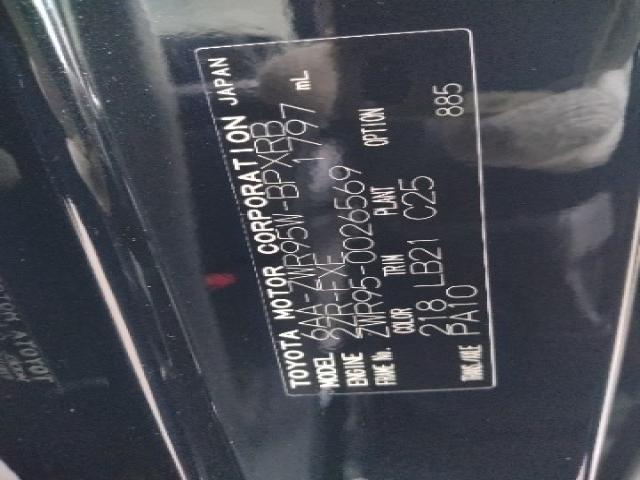 TOYOTA MOTOR CORPORATION JAPAN
MODEL 6AA-ZWR95W-BPXRB
ENGINE 2ZR-FXE 1797 mL
FRAME No. ZWR95-0026569
COLOR TRIM PLANT OPTION
218 LB21 C25 885
TRANS./AXLE PA10